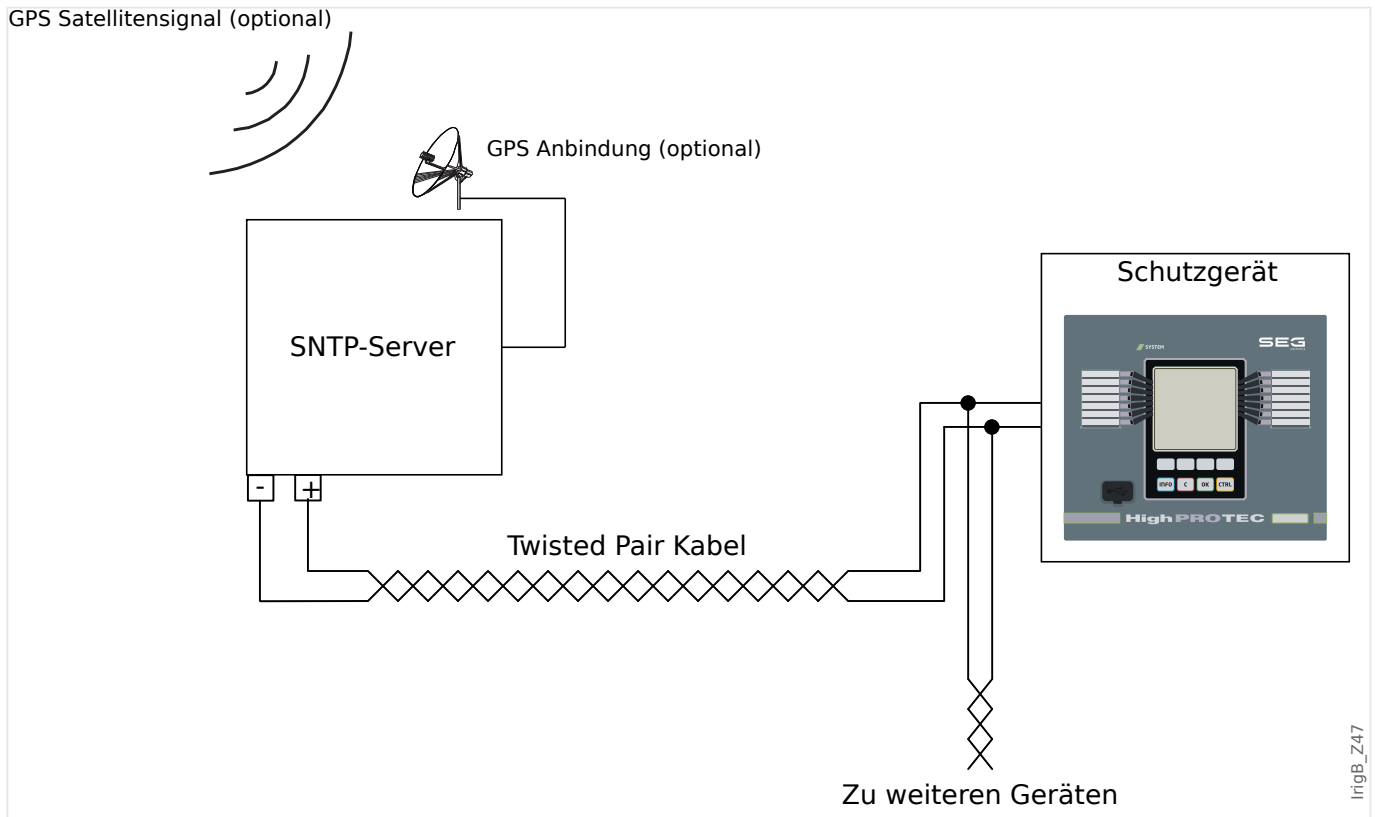 GPS Satellitensignal (optional)
GPS Anbindung (optional)
SNTP-Server
- +
Twisted Pair Kabel
Schutzgerät
SYSTEM
SEG
INFO C OK CTRL
HighPROTEC
Zu weiteren Geräten
IrigB_Z47